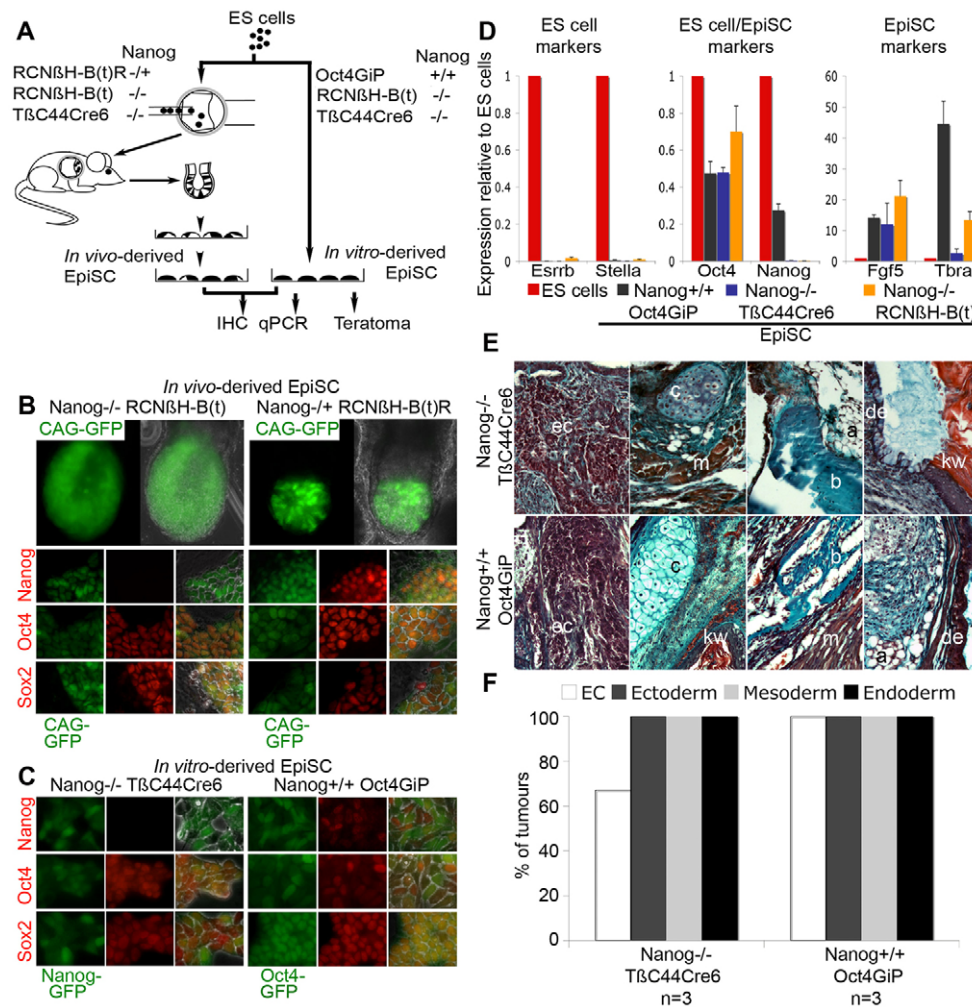 A
ES cells
Nanog
RCNßH-B(t)R -/+
RCNßH-B(t) -/-
TßC44Cre6 -/-
Nanog
Oct4GiP +/+
RCNßH-B(t) -/-
TßC44Cre6 -/-
In vivo-derived
EpiSC
In vitro-derived
EpiSC
IHC qPCR Teratoma
B
In vivo-derived EpiSC
Nanog-/- RCNßH-B(t) Nanog-/+ RCNßH-B(t)R
CAG-GFP CAG-GFP
Nanog
Oct4
Sox2
CAG-
GFP
CAG-
GFP
C
In vitro-derived EpiSC
Nanog-/- TßC44Cre6 Nanog+/+ Oct4GiP
Nanog
Oct4
Sox2
Nanog-
GFP
Oct4-
GFP
D
ES cell
markers
ES cell/EpiSC
markers
EpiSC
markers
Expression relative to ES cells
1
0.8
0.6
0.4
0.2
0
1
0.8
0.6
0.4
0.2
0
60
50
40
30
20
10
0
Esrrb Stella Oct4 Nanog Fgf5 Tbra
ES cells Nanog+/+ Nanog-/- Nanog-/-
Oct4GiP TßC44Cre6 RCNßH-B(t)
EpiSC
E
Nanog-/-
TßC44Cre6
ec
c
m
a
b
de
kw
Nanog+/+
Oct4GiP
ec
c
kw
b
m
a
de
F
EC Ectoderm Mesoderm Endoderm
% of tumours
100
80
60
40
20
0
Nanog-/-
TßC44Cre6
n=3
Nanog+/+
Oct4GiP
n=3